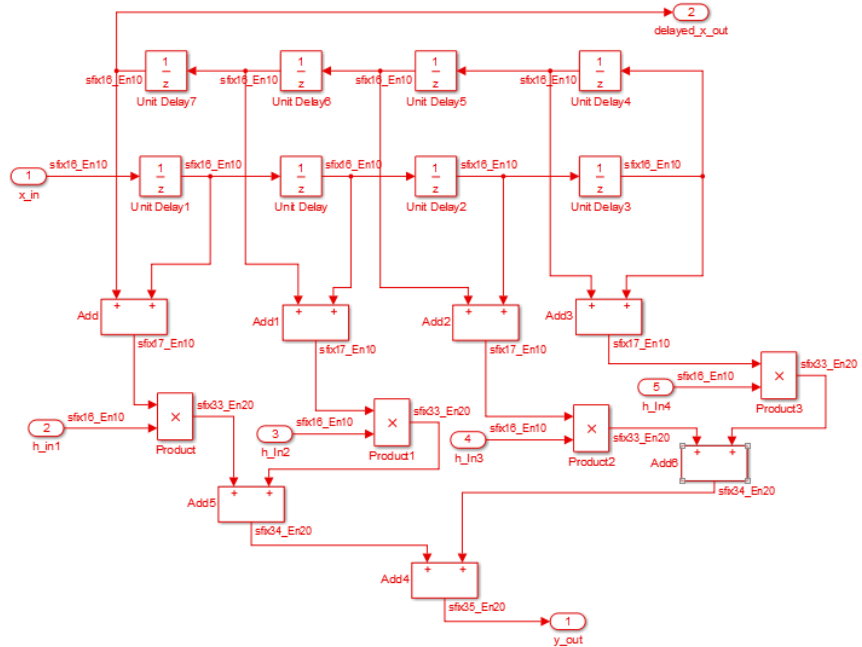 2
delayed_x_out
1
z
1
z
1
z
1
z
sfix16_En10
sfix16_En10
sfix16_En10
sfix16_En10
Unit Delay7
Unit Delay6
Unit Delay5
Unit Delay4
sfix16_En10
sfix16_En10
sfix16_En10
sfix16_En10
sfix16_En10
1
x_in
1
z
1
z
1
z
1
z
Unit Delay1
Unit Delay
Unit Delay2
Unit Delay3
+ +
Add
+ +
Add1
+ +
Add2
+ +
Add3
sfix17_En10
sfix17_En10
sfix17_En10
sfix17_En10
sfix33_En20
×
Product3
sfix16_En10
5
h_In4
sfix33_En20
×
Product
sfix16_En10
2
h_in1
sfix33_En20
×
Product1
sfix16_En10
3
h_In2
sfix33_En20
×
Product2
sfix16_En10
4
h_In3
+ +
Add6
sfix34_En20
+ +
Add5
sfix34_En20
+ +
Add4
sfix35_En20
1
y_out